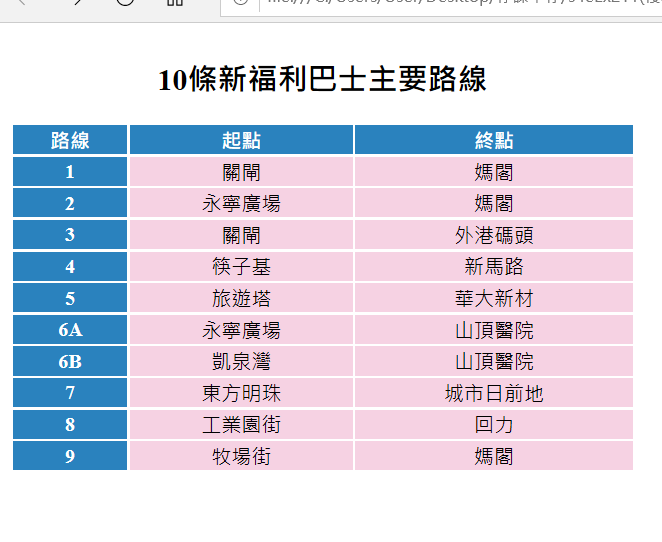 10條新福利巴士主要路線
路線 起點 終點
1 關閘 媽閣
2 永寧廣場 媽閣
3 關閘 外港碼頭
4 筷子基 新馬路
5 旅遊塔 華大新村
6A 永寧廣場 山頂醫院
6B 凱泉灣 山頂醫院
7 東方明珠 城市日前地
8 工業園街 回力
9 牧場街 媽閣